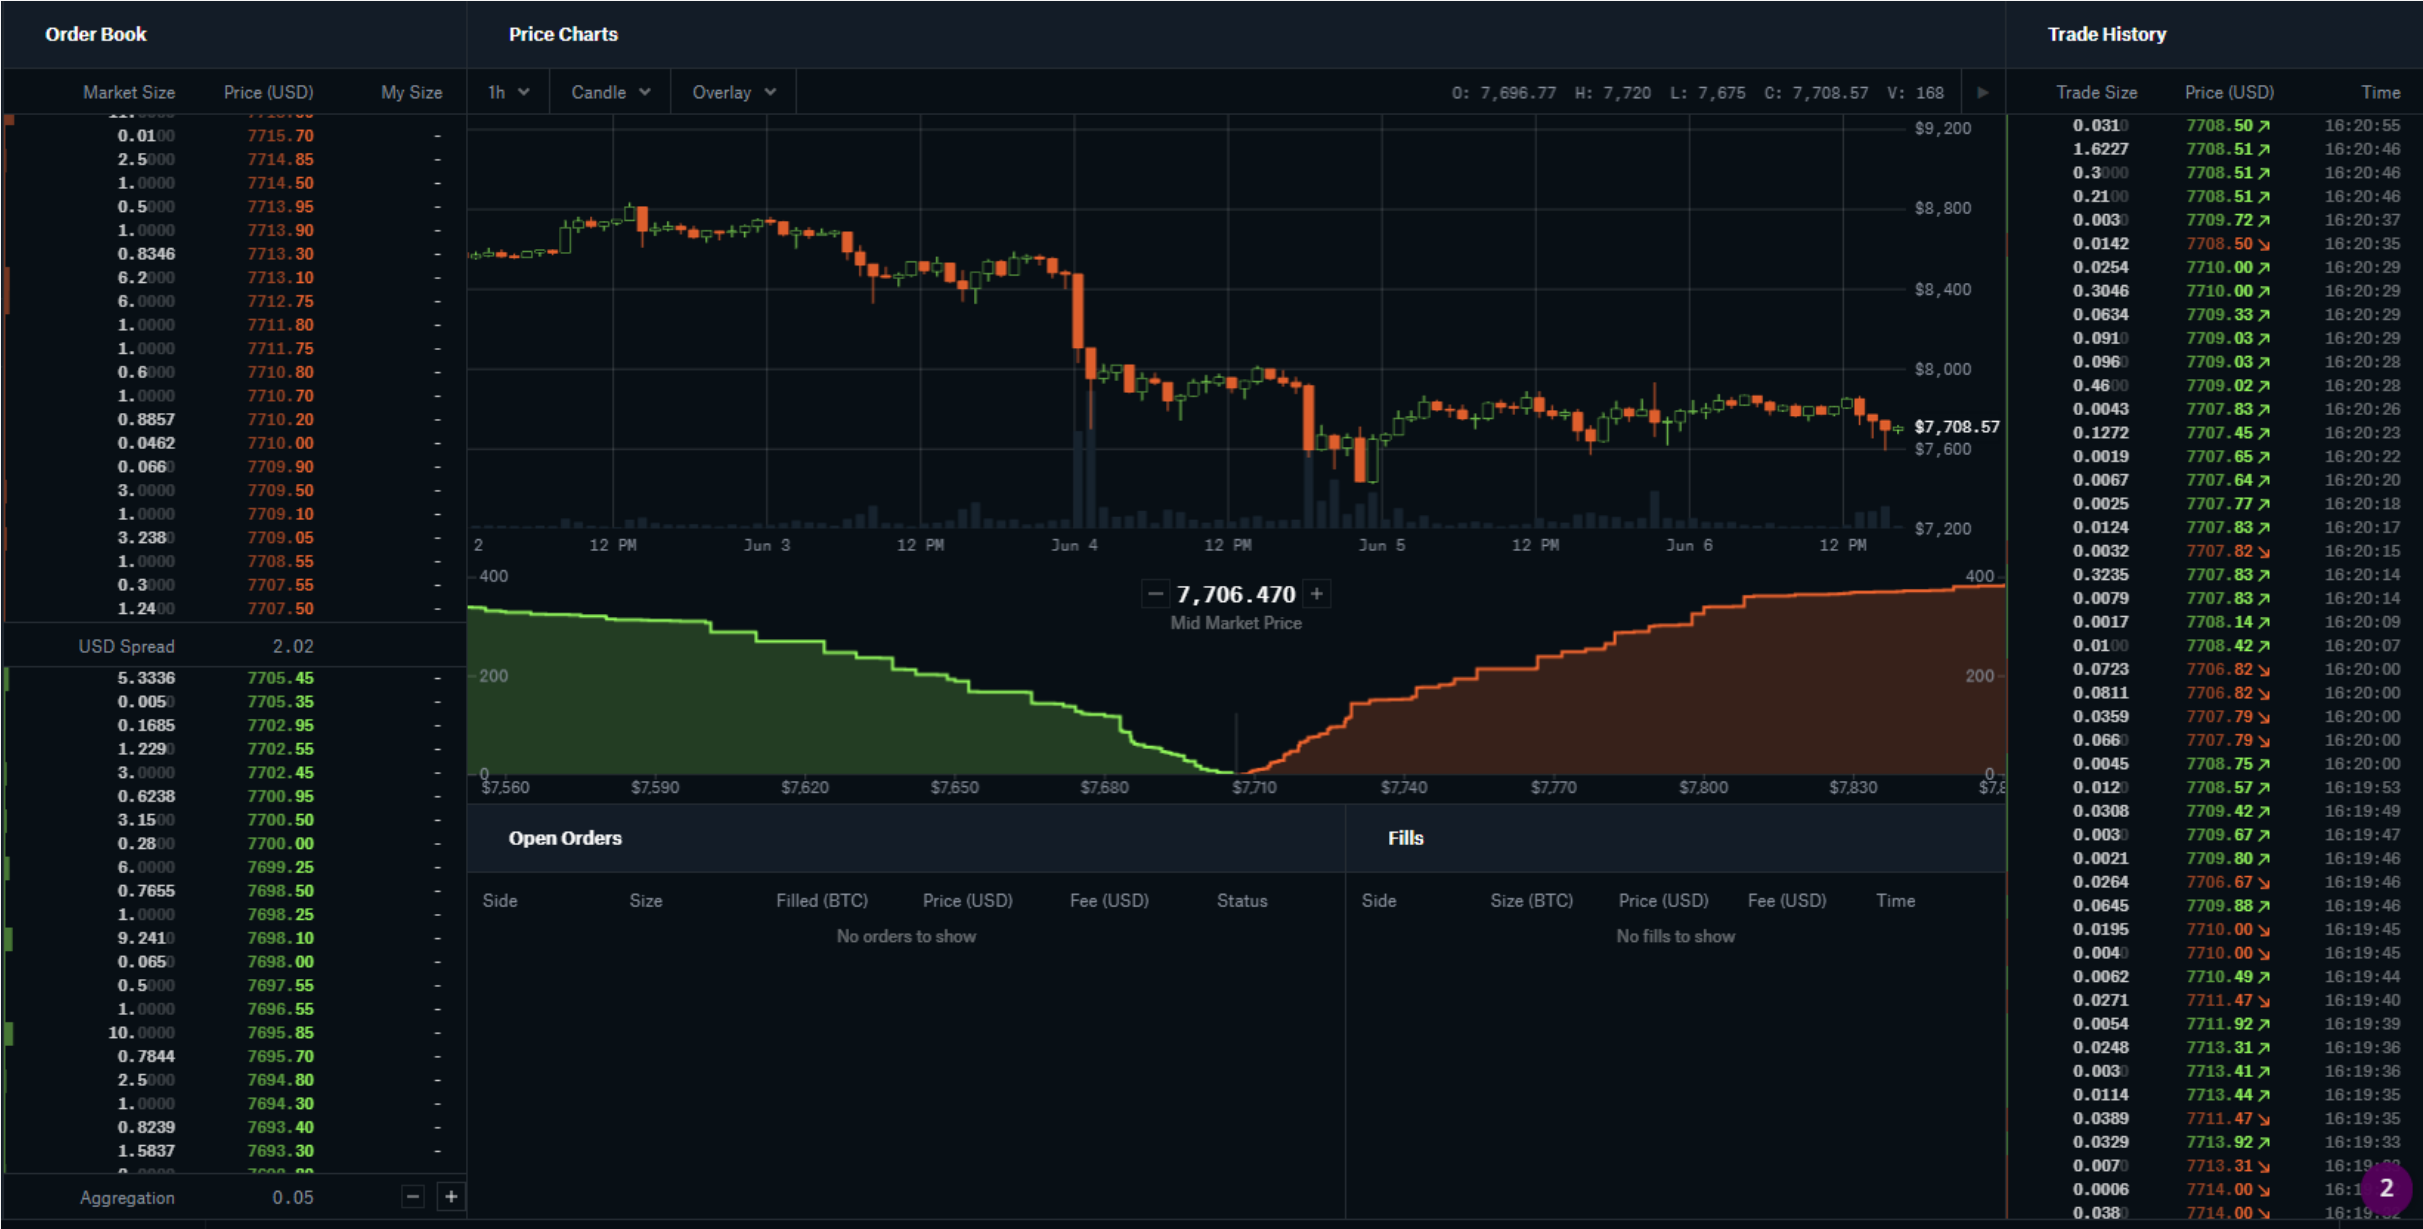 Order Book
Market Size Price (USD) My Size
0.0100 7715.70 -
2.5000 7714.85 -
1.0000 7714.50 -
0.5000 7713.95 -
1.0000 7713.90 -
0.8346 7713.30 -
6.2000 7713.10 -
6.0000 7712.75 -
1.0000 7711.80 -
1.0000 7711.75 -
0.6000 7710.80 -
1.0000 7710.70 -
0.8857 7710.20 -
0.0462 7710.00 -
0.0660 7709.90 -
3.0000 7709.50 -
1.0000 7709.10 -
3.2380 7709.05 -
1.0000 7708.55 -
0.3000 7707.55 -
1.2400 7707.50 -
USD Spread 2.02
5.3336 7705.45 -
0.0050 7705.35 -
0.1685 7702.95 -
1.2290 7702.55 -
3.0000 7702.45 -
0.6238 7700.95 -
3.1500 7700.50 -
0.2800 7700.00 -
6.0000 7699.25 -
0.7655 7698.50 -
1.0000 7698.25 -
9.2410 7698.10 -
0.0650 7698.00 -
0.5000 7697.55 -
1.0000 7696.55 -
10.0000 7695.85 -
0.7844 7695.70 -
2.5000 7694.80 -
1.0000 7694.30 -
0.8239 7693.40 -
1.5837 7693.30 -
Aggregation 0.05 - +
Price Charts
1h Candle Overlay O: 7,696.77 H: 7,720 L: 7,675 C: 7,708.57 V: 168
$9,200
$8,800
$8,400
$8,000
$7,708.57
$7,600
$7,200
2 12 PM Jun 3 12 PM Jun 4 12 PM Jun 5 12 PM Jun 6 12 PM
400 400
- 7,706.470 +
Mid Market Price
200 200
0 0
$7,560 $7,590 $7,620 $7,650 $7,680 $7,710 $7,740 $7,770 $7,800 $7,830
Open Orders
Side Size Filled (BTC) Price (USD) Fee (USD) Status
No orders to show
Fills
Side Size (BTC) Price (USD) Fee (USD) Time
No fills to show
Trade History
Trade Size Price (USD) Time
0.0310 7708.50 ↗ 16:20:55
1.6227 7708.51 ↗ 16:20:46
0.3000 7708.51 ↗ 16:20:46
0.2100 7708.51 ↗ 16:20:46
0.0030 7709.72 ↗ 16:20:37
0.0142 7708.50 ↘ 16:20:35
0.0254 7710.00 ↗ 16:20:29
0.3046 7710.00 ↗ 16:20:29
0.0634 7709.33 ↗ 16:20:29
0.0910 7709.03 ↗ 16:20:29
0.0960 7709.03 ↗ 16:20:28
0.4600 7709.02 ↗ 16:20:28
0.0043 7707.83 ↗ 16:20:26
0.1272 7707.45 ↗ 16:20:23
0.0019 7707.65 ↗ 16:20:22
0.0067 7707.64 ↗ 16:20:20
0.0025 7707.77 ↗ 16:20:18
0.0124 7707.83 ↗ 16:20:17
0.0032 7707.82 ↘ 16:20:15
0.3235 7707.83 ↗ 16:20:14
0.0079 7707.83 ↗ 16:20:14
0.0017 7708.14 ↗ 16:20:09
0.0100 7708.42 ↗ 16:20:07
0.0723 7706.82 ↘ 16:20:00
0.0811 7706.82 ↘ 16:20:00
0.0359 7707.79 ↘ 16:20:00
0.0660 7707.79 ↘ 16:20:00
0.0045 7708.75 ↗ 16:20:00
0.0120 7708.57 ↗ 16:19:53
0.0308 7709.42 ↗ 16:19:49
0.0030 7709.67 ↗ 16:19:47
0.0021 7709.80 ↗ 16:19:46
0.0264 7706.67 ↘ 16:19:46
0.0645 7709.88 ↗ 16:19:46
0.0195 7710.00 ↘ 16:19:45
0.0040 7710.00 ↘ 16:19:45
0.0062 7710.49 ↗ 16:19:44
0.0271 7711.47 ↘ 16:19:40
0.0054 7711.92 ↗ 16:19:39
0.0248 7713.31 ↗ 16:19:36
0.0030 7713.41 ↗ 16:19:36
0.0114 7713.44 ↗ 16:19:35
0.0389 7711.47 ↘ 16:19:35
0.0329 7713.92 ↗ 16:19:33
0.0070 7713.31 ↘
0.0006 7714.00 ↘
0.0380 7714.00 ↘
2